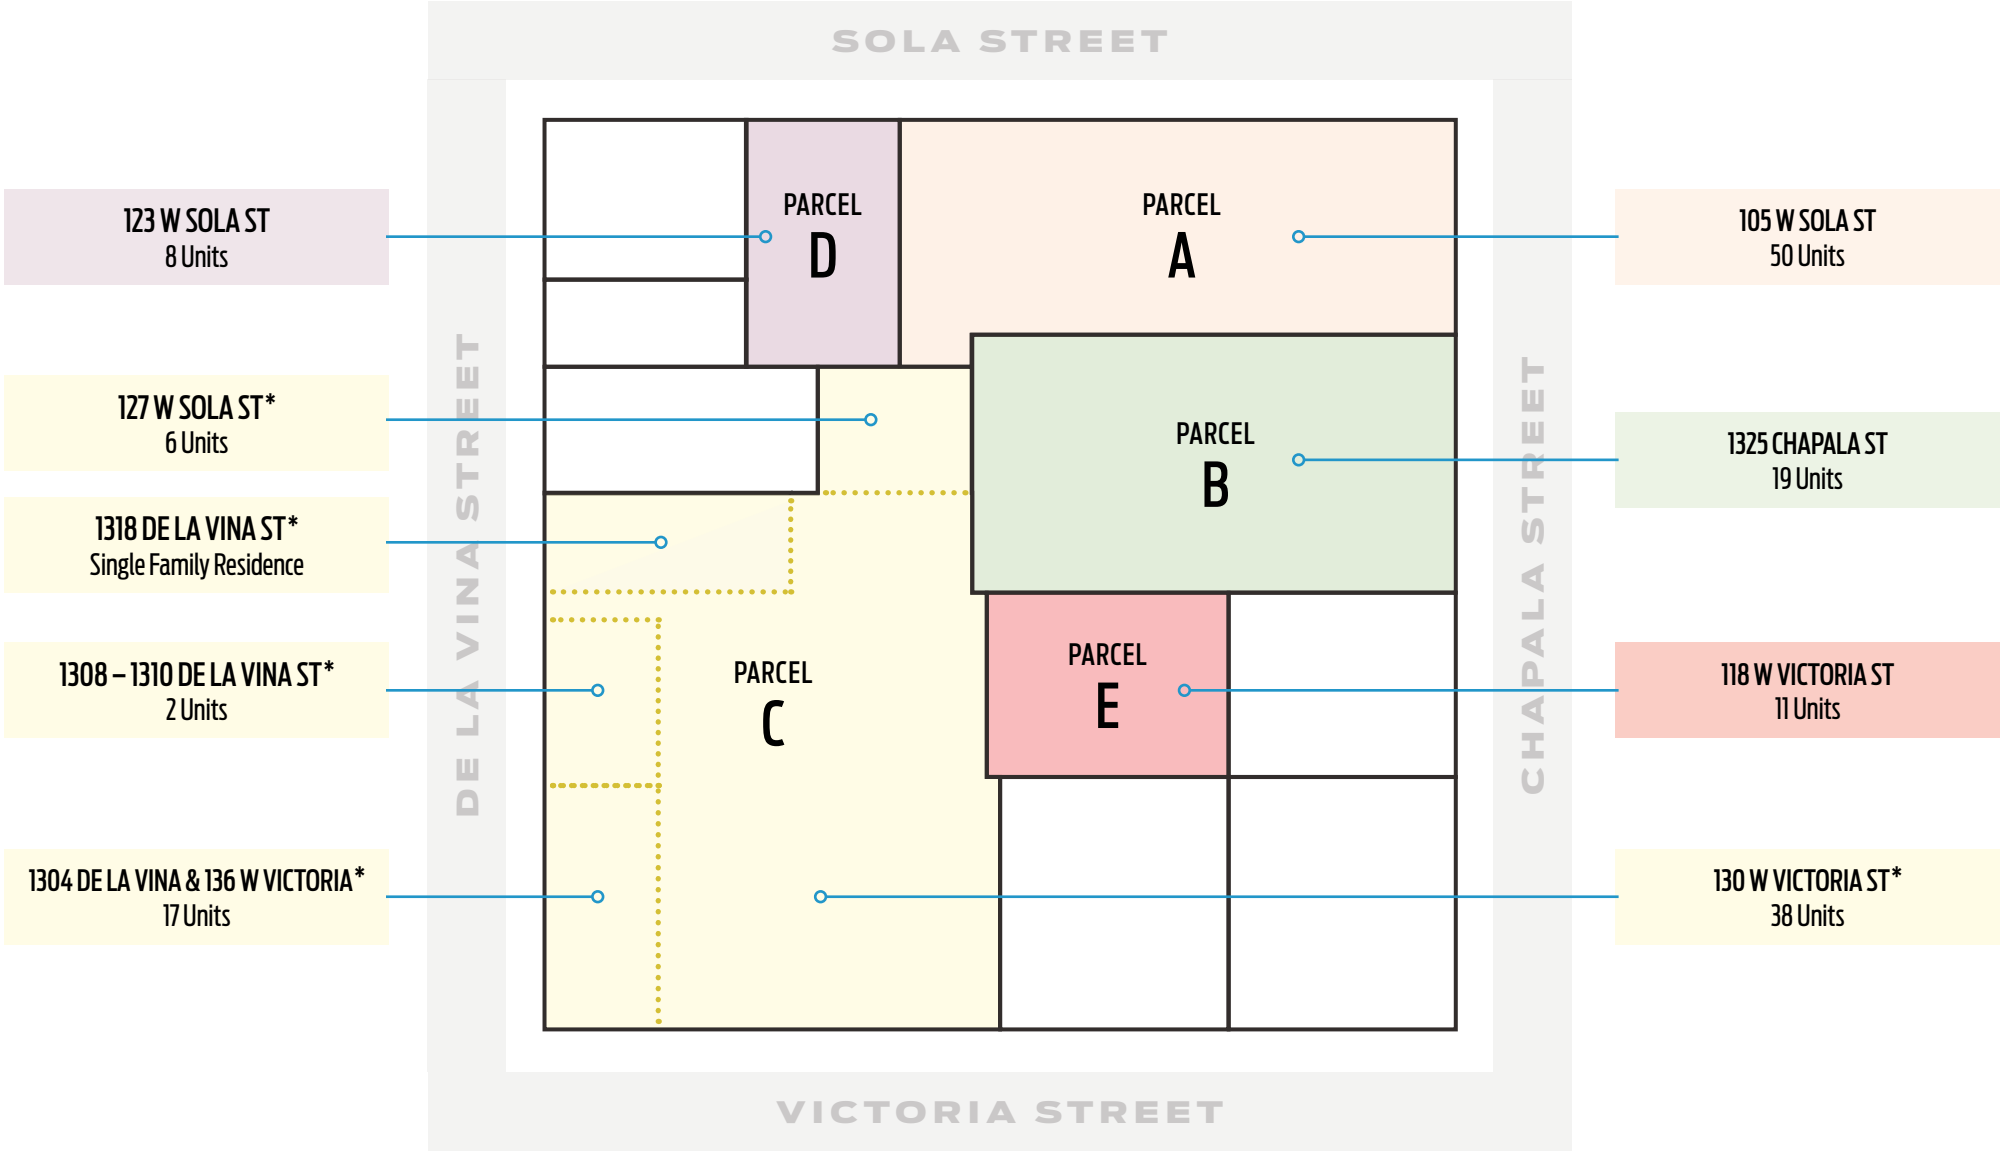 SOLA STREET
123 W SOLA ST
8 Units
127 W SOLA ST*
6 Units
1318 DE LA VINA ST*
Single Family Residence
1308 – 1310 DE LA VINA ST*
2 Units
1304 DE LA VINA & 136 W VICTORIA*
17 Units
DE LA VINA STREET
PARCEL
D
PARCEL
A
PARCEL
B
PARCEL
C
PARCEL
E
CHAPALA STREET
105 W SOLA ST
50 Units
1325 CHAPALA ST
19 Units
118 W VICTORIA ST
11 Units
130 W VICTORIA ST*
38 Units
VICTORIA STREET